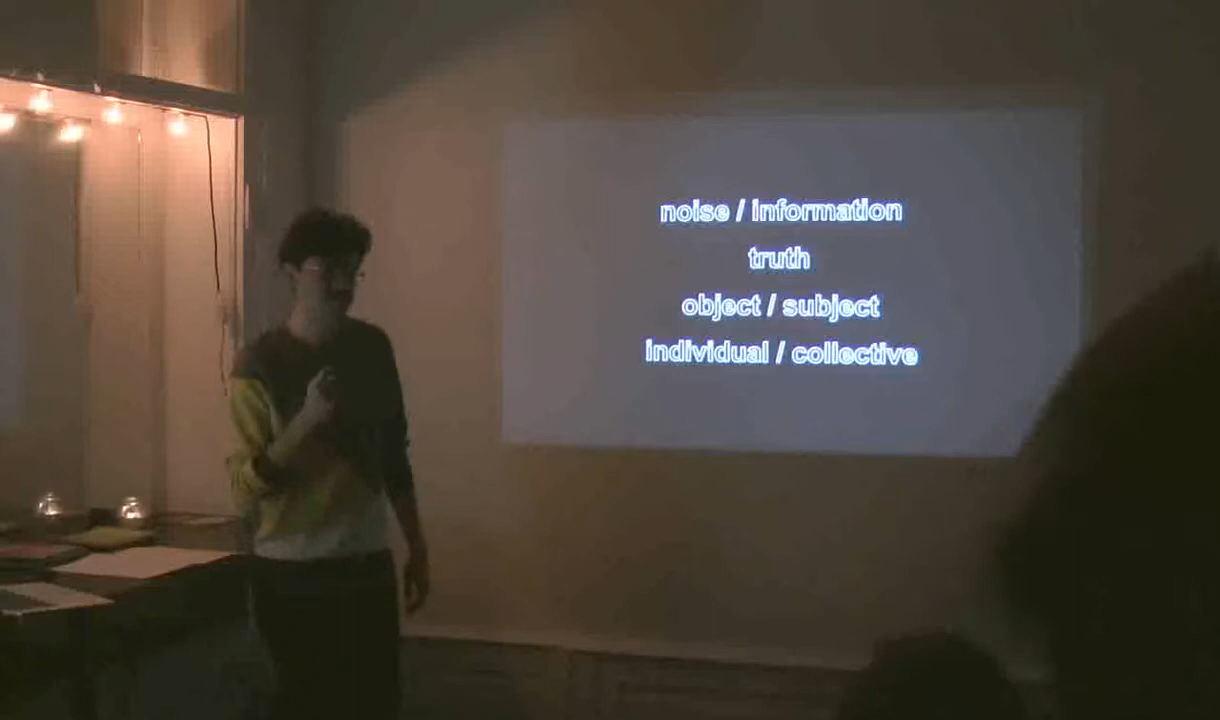 noise / information
truth
object / subject
individual / collective